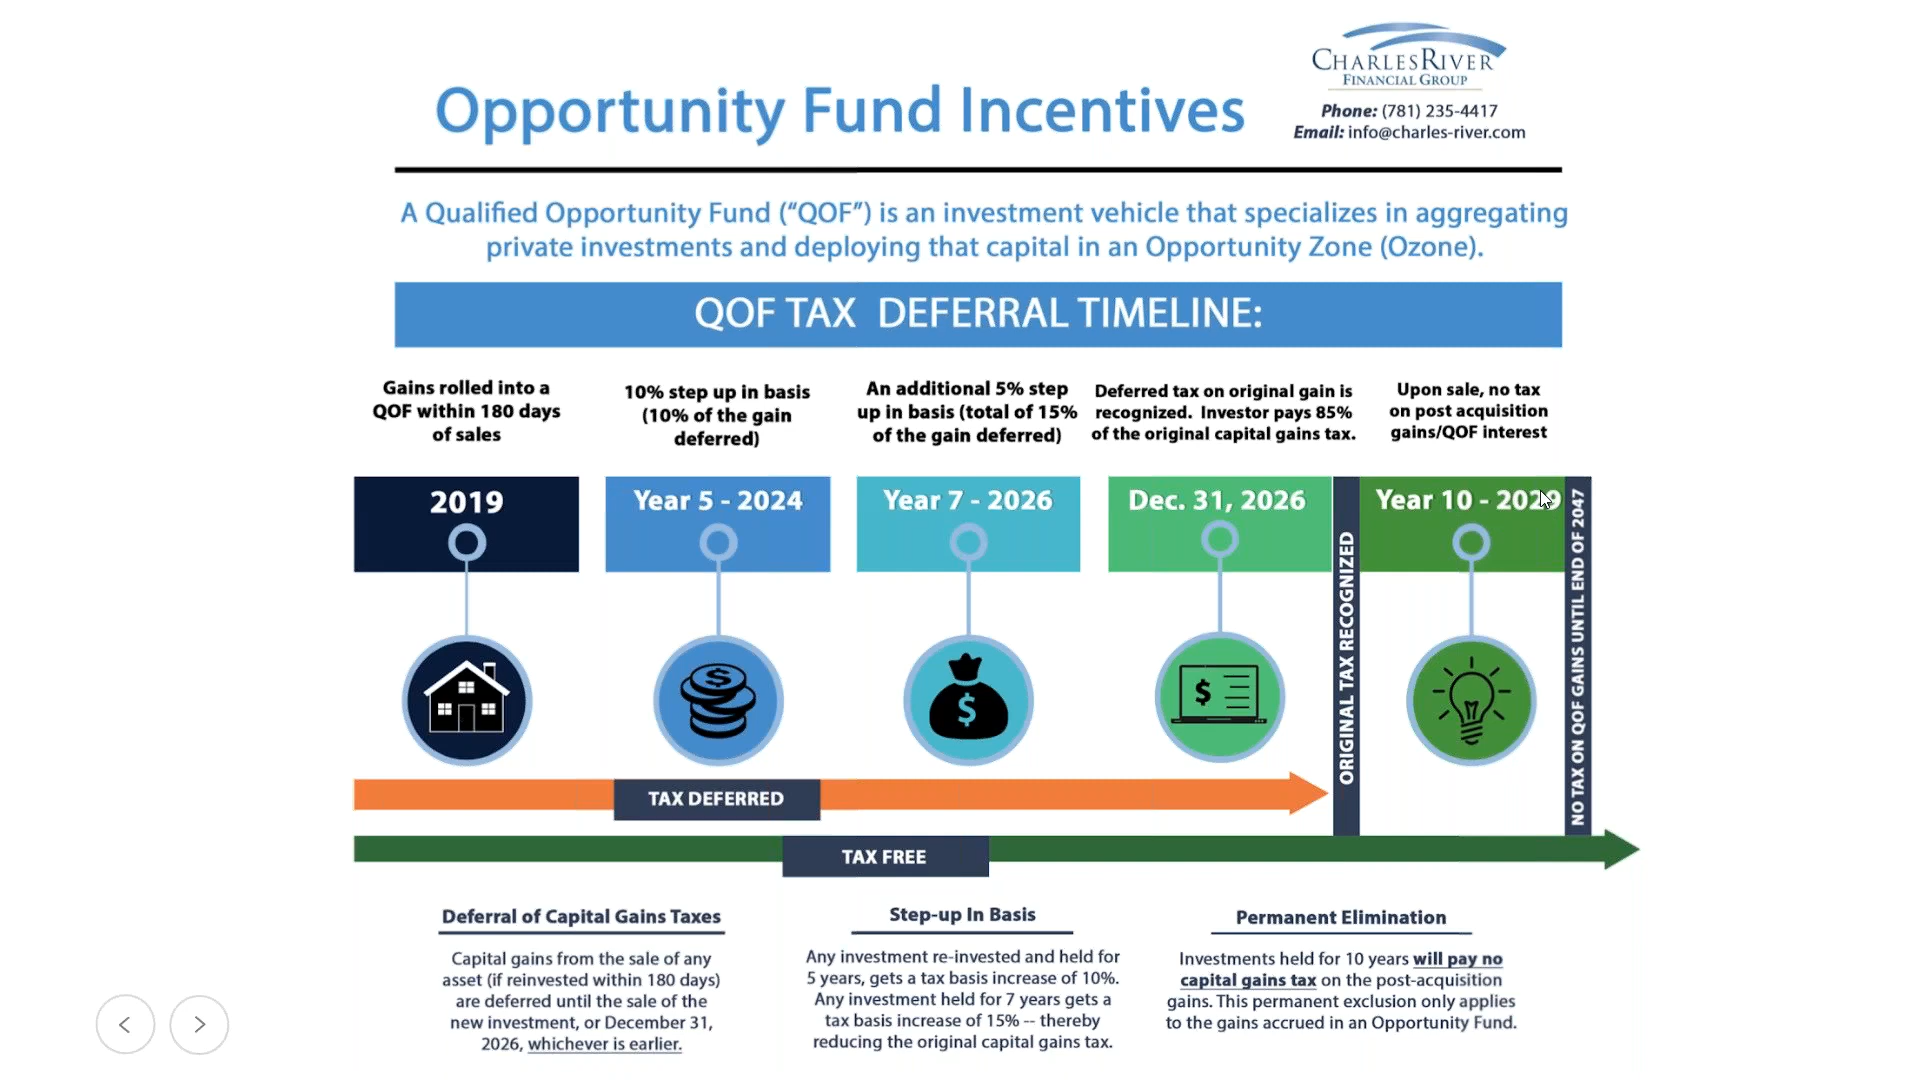 CHARLESRIVER
FINANCIAL GROUP
Phone: (781) 235-4417
Email: info@charles-river.com
Opportunity Fund Incentives
A Qualified Opportunity Fund (“QOF”) is an investment vehicle that specializes in aggregating
private investments and deploying that capital in an Opportunity Zone (Ozone).
QOF TAX DEFERRAL TIMELINE:
Gains rolled into a
QOF within 180 days
of sales
10% step up in basis
(10% of the gain
deferred)
An additional 5% step
up in basis (total of 15%
of the gain deferred)
Deferred tax on original gain is
recognized. Investor pays 85%
of the original capital gains tax.
Upon sale, no tax
on post acquisition
gains/QOF interest
2019
Year 5 - 2024
Year 7 - 2026
Dec. 31, 2026
Year 10 - 2029
ORIGINAL TAX RECOGNIZED
NO TAX ON QOF GAINS UNTIL END OF 2047
$
$
$
TAX DEFERRED
TAX FREE
Deferral of Capital Gains Taxes
Capital gains from the sale of any
asset (if reinvested within 180 days)
are deferred until the sale of the
new investment, or December 31,
2026, whichever is earlier.
Step-up In Basis
Any investment re-invested and held for
5 years, gets a tax basis increase of 10%.
Any investment held for 7 years gets a
tax basis increase of 15% -- thereby
reducing the original capital gains tax.
Permanent Elimination
Investments held for 10 years will pay no
capital gains tax on the post-acquisition
gains. This permanent exclusion only applies
to the gains accrued in an Opportunity Fund.